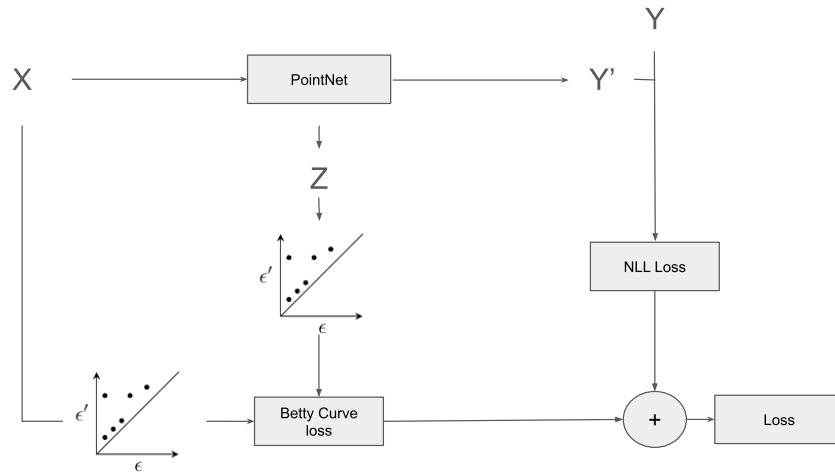 Y
X
PointNet
Y'
Z
ϵ′
ϵ
NLL Loss
ϵ′
ϵ
Betty Curve
loss
+
Loss